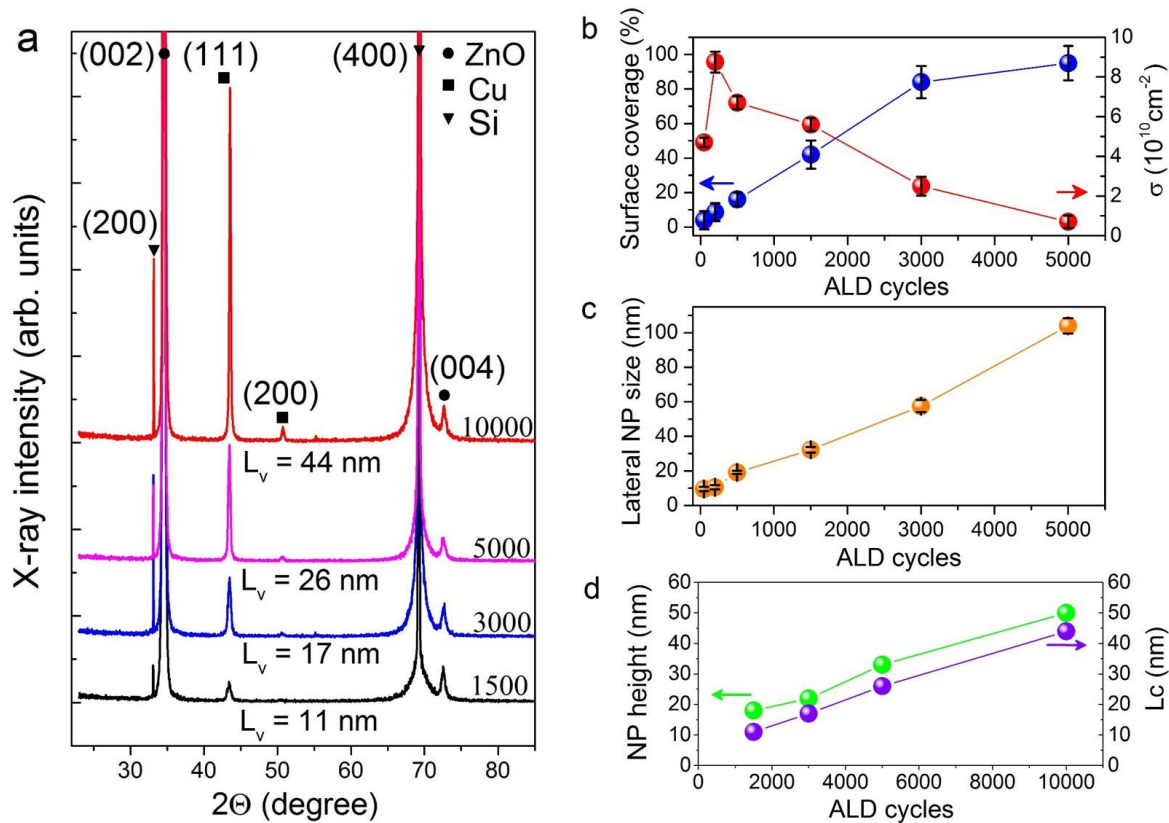 a
X-ray intensity (arb. units)
(002)
(111)
(400)
● ZnO
■ Cu
▼ Si
(200)
(200)
(004)
10000
L_v = 44 nm
5000
L_v = 26 nm
3000
L_v = 17 nm
1500
L_v = 11 nm
30 40 50 60 70 80
2Θ (degree)
b
Surface coverage (%)
100
80
60
40
20
0
10
8
6
4
2
0
σ (10¹⁰cm⁻²)
0 1000 2000 3000 4000 5000
ALD cycles
c
Lateral NP size (nm)
100
80
60
40
20
0
0 1000 2000 3000 4000 5000
ALD cycles
d
NP height (nm)
60
50
40
30
20
10
0
60
50
40
30
20
10
0
Lc (nm)
0 2000 4000 6000 8000 10000
ALD cycles